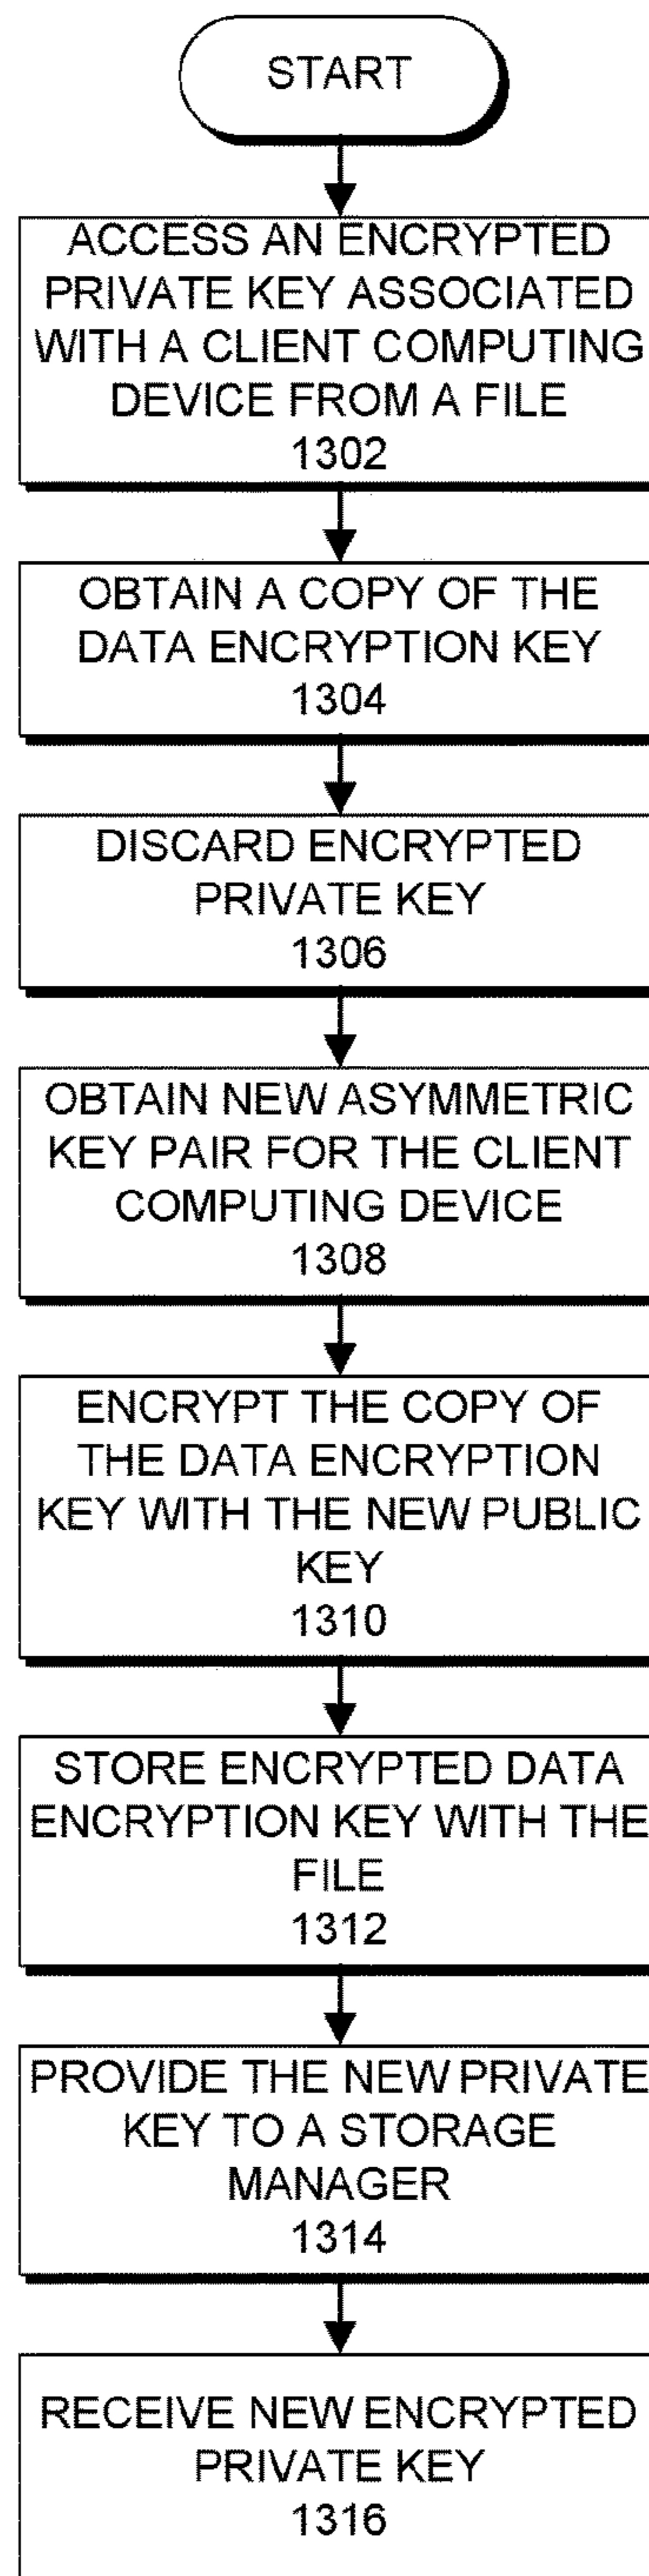 START
ACCESS AN ENCRYPTED
PRIVATE KEY ASSOCIATED
WITH A CLIENT COMPUTING
DEVICE FROM A FILE
1302
OBTAIN A COPY OF THE
DATA ENCRYPTION KEY
1304
DISCARD ENCRYPTED
PRIVATE KEY
1306
OBTAIN NEW ASYMMETRIC
KEY PAIR FOR THE CLIENT
COMPUTING DEVICE
1308
ENCRYPT THE COPY OF
THE DATA ENCRYPTION
KEY WITH THE NEW PUBLIC
KEY
1310
STORE ENCRYPTED DATA
ENCRYPTION KEY WITH THE
FILE
1312
PROVIDE THE NEW PRIVATE
KEY TO A STORAGE
MANAGER
1314
RECEIVE NEW ENCRYPTED
PRIVATE KEY
1316